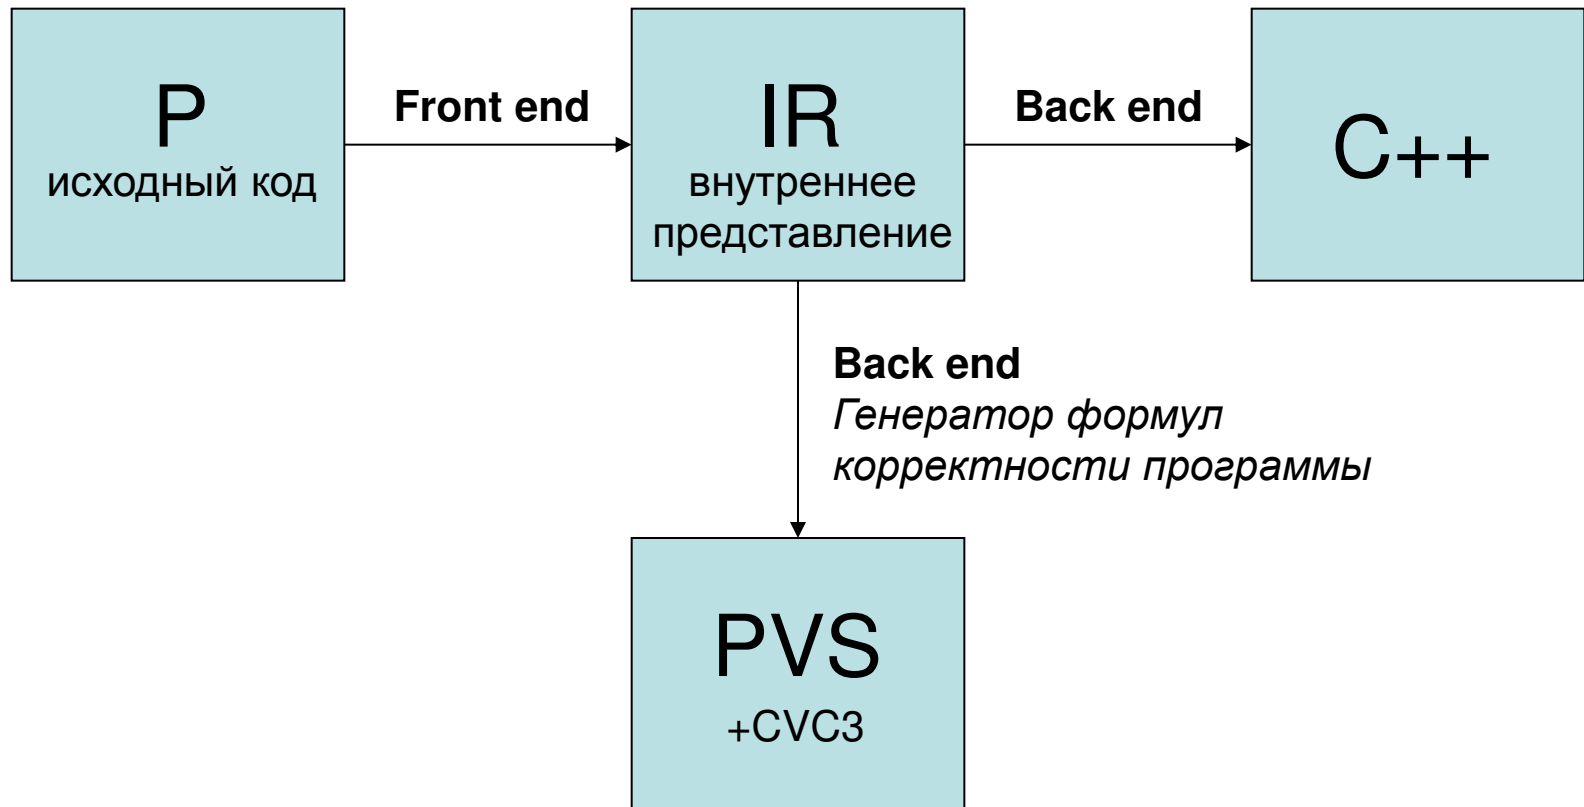 P
исходный код
Front end
IR
внутреннее
представление
Back end
C++
Back end
Генератор формул
корректности программы
PVS
+CVC3